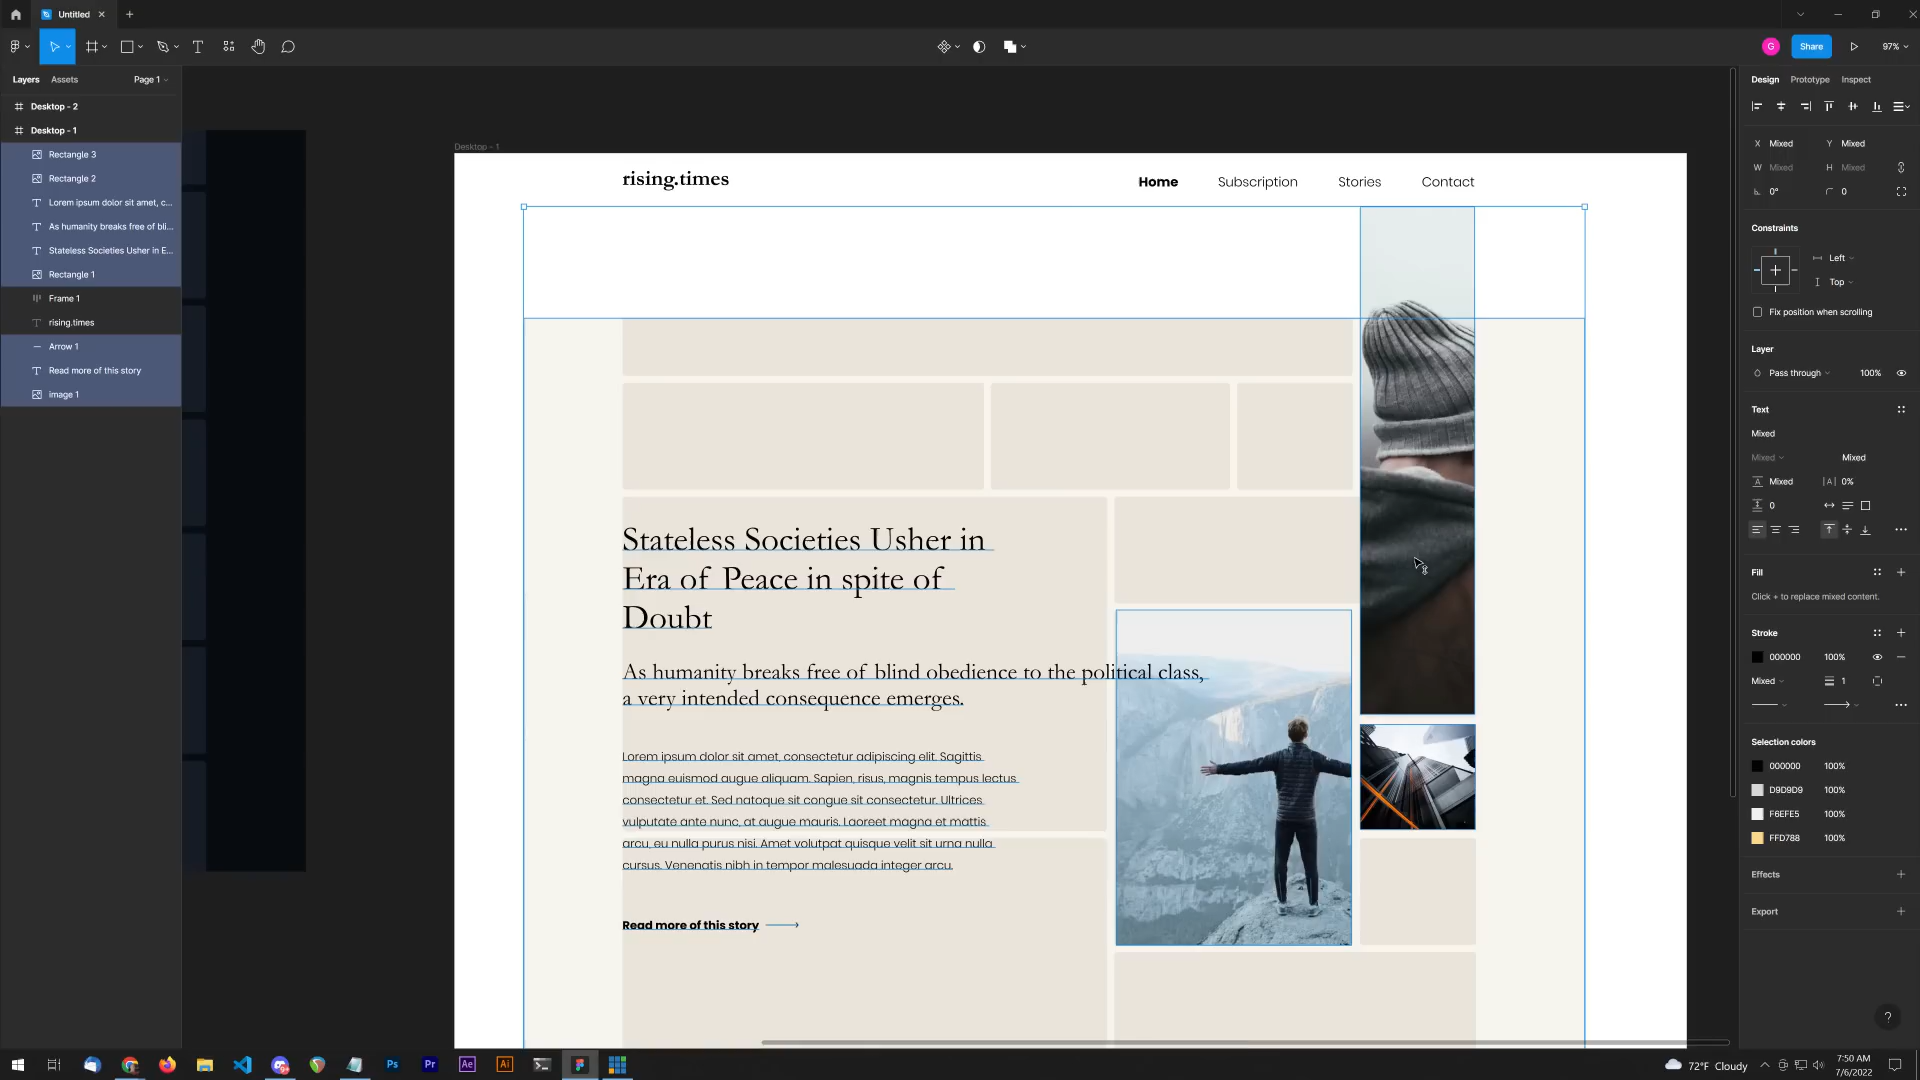 Untitled
Share
97%
G
Layers
Assets
Page 1
Desktop - 2
Desktop - 1
Rectangle 3
Rectangle 2
Lorem ipsum dolor sit amet, c...
As humanity breaks free of bli...
Stateless Societies Usher in E...
Rectangle 1
Frame 1
rising.times
Arrow 1
Read more of this story
image 1
Desktop - 1
rising.times
Home
Subscription
Stories
Contact
Stateless Societies Usher in
Era of Peace in spite of
Doubt
As humanity breaks free of blind obedience to the political class,
a very intended consequence emerges.
Lorem ipsum dolor sit amet, consectetur adipiscing elit. Sagittis
magna euismod augue aliquam. Sapien, risus, magnis tempus lectus
consectetur et. Sed natoque sit congue sit consectetur. Ultrices
vulputate ante nunc, at augue mauris. Laoreet magna et mattis
arcu, eu nulla purus nisi. Amet volutpat quisque velit sit urna nulla
cursus. Venenatis nibh in tempor malesuada integer arcu.
Read more of this story
Design
Prototype
Inspect
X Mixed
Y Mixed
W Mixed
H Mixed
0°
0
Constraints
Left
Top
Fix position when scrolling
Layer
Pass through
100%
Text
Mixed
Mixed
Mixed
Mixed
0%
0
Fill
Click + to replace mixed content.
Stroke
000000 100%
Mixed
1
Selection colors
000000 100%
D9D9D9 100%
F6EFE5 100%
FFD788 100%
Effects
Export
?
Ps
Pr
Ae
Ai
72°F Cloudy
7:50 AM
7/6/2022